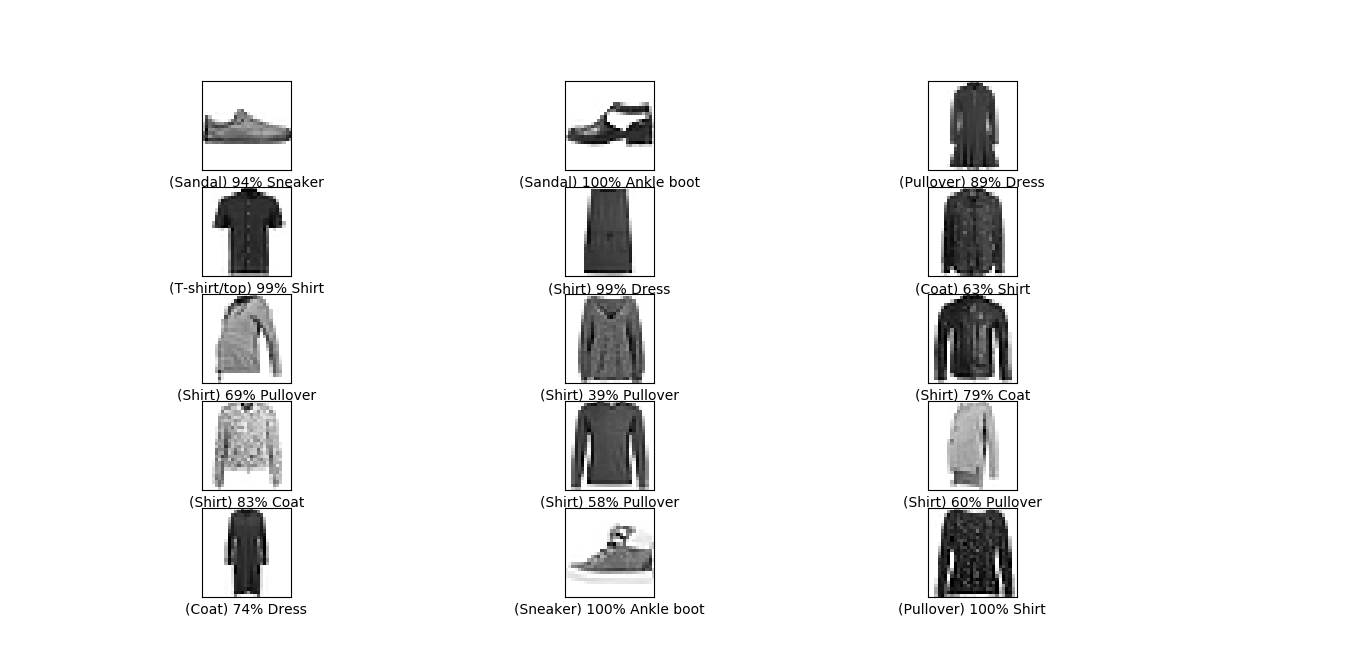 (Sandal) 94% Sneaker
(Sandal) 100% Ankle boot
(Pullover) 89% Dress
(T-shirt/top) 99% Shirt
(Shirt) 99% Dress
(Coat) 63% Shirt
(Shirt) 69% Pullover
(Shirt) 39% Pullover
(Shirt) 79% Coat
(Shirt) 83% Coat
(Shirt) 58% Pullover
(Shirt) 60% Pullover
(Coat) 74% Dress
(Sneaker) 100% Ankle boot
(Pullover) 100% Shirt